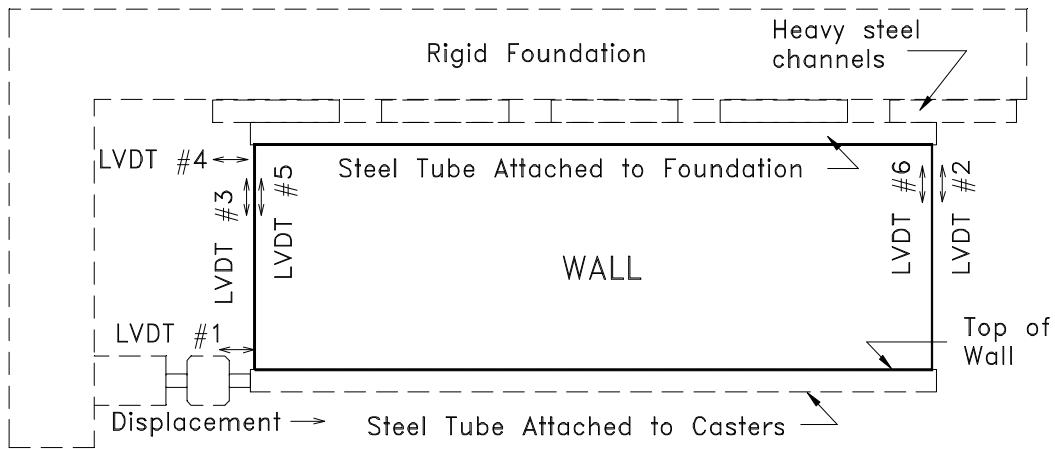 Rigid Foundation
Heavy steel
channels
LVDT #4
Steel Tube Attached to Foundation
LVDT #3
LVDT #5
LVDT #6
LVDT #2
WALL
LVDT #1
Top of
Wall
Displacement
Steel Tube Attached to Casters